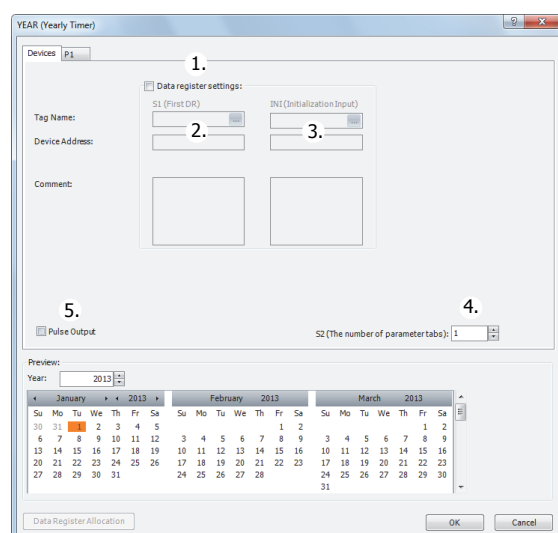 YEAR (Yearly Timer)
Devices P1
1.
Data register settings:
S1 (First DR) INI (Initialization Input)
Tag Name: ... ...
2. 3.
Device Address:
Comment:
5. 4.
Pulse Output S2 (The number of parameter tabs): 1
Preview:
Year: 2013
January 2013 February 2013 March 2013
Su Mo Tu We Th Fr Sa Su Mo Tu We Th Fr Sa Su Mo Tu We Th Fr Sa
30 31 1 2 3 4 5 1 2 1 2
6 7 8 9 10 11 12 3 4 5 6 7 8 9 3 4 5 6 7 8 9
13 14 15 16 17 18 19 10 11 12 13 14 15 16 10 11 12 13 14 15 16
20 21 22 23 24 25 26 17 18 19 20 21 22 23 17 18 19 20 21 22 23
27 28 29 30 31 24 25 26 27 28 24 25 26 27 28 29 30
31
Data Register Allocation OK Cancel